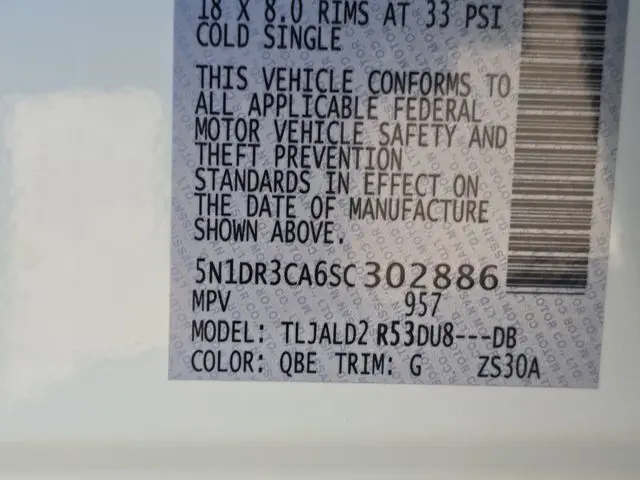 18 X 8.0 RIMS AT 33 PSI
COLD SINGLE
THIS VEHICLE CONFORMS TO
ALL APPLICABLE FEDERAL
MOTOR VEHICLE SAFETY AND
THEFT PREVENTION
STANDARDS IN EFFECT ON
THE DATE OF MANUFACTURE
SHOWN ABOVE.
5N1DR3CA6SC302886
MPV 957
MODEL: TLJALD2 R53DU8---DB
COLOR: QBE TRIM: G ZS30A